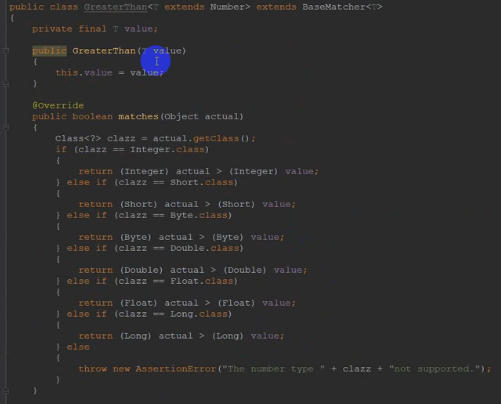 public class GreaterThan<T extends Number> extends BaseMatcher<T>
{
private final T value;
public GreaterThan(T value)
{
this.value = value;
}
@Override
public boolean matches(Object actual)
{
Class<?> clazz = actual.getClass();
if (clazz == Integer.class)
{
return (Integer) actual > (Integer) value;
} else if (clazz == Short.class)
{
return (Short) actual > (Short) value;
} else if (clazz == Byte.class)
{
return (Byte) actual > (Byte) value;
} else if (clazz == Double.class)
{
return (Double) actual > (Double) value;
} else if (clazz == Float.class)
{
return (Float) actual > (Float) value;
} else if (clazz == Long.class)
{
return (Long) actual > (Long) value;
} else
{
throw new AssertionError("The number type " + clazz + "not supported.");
}
}